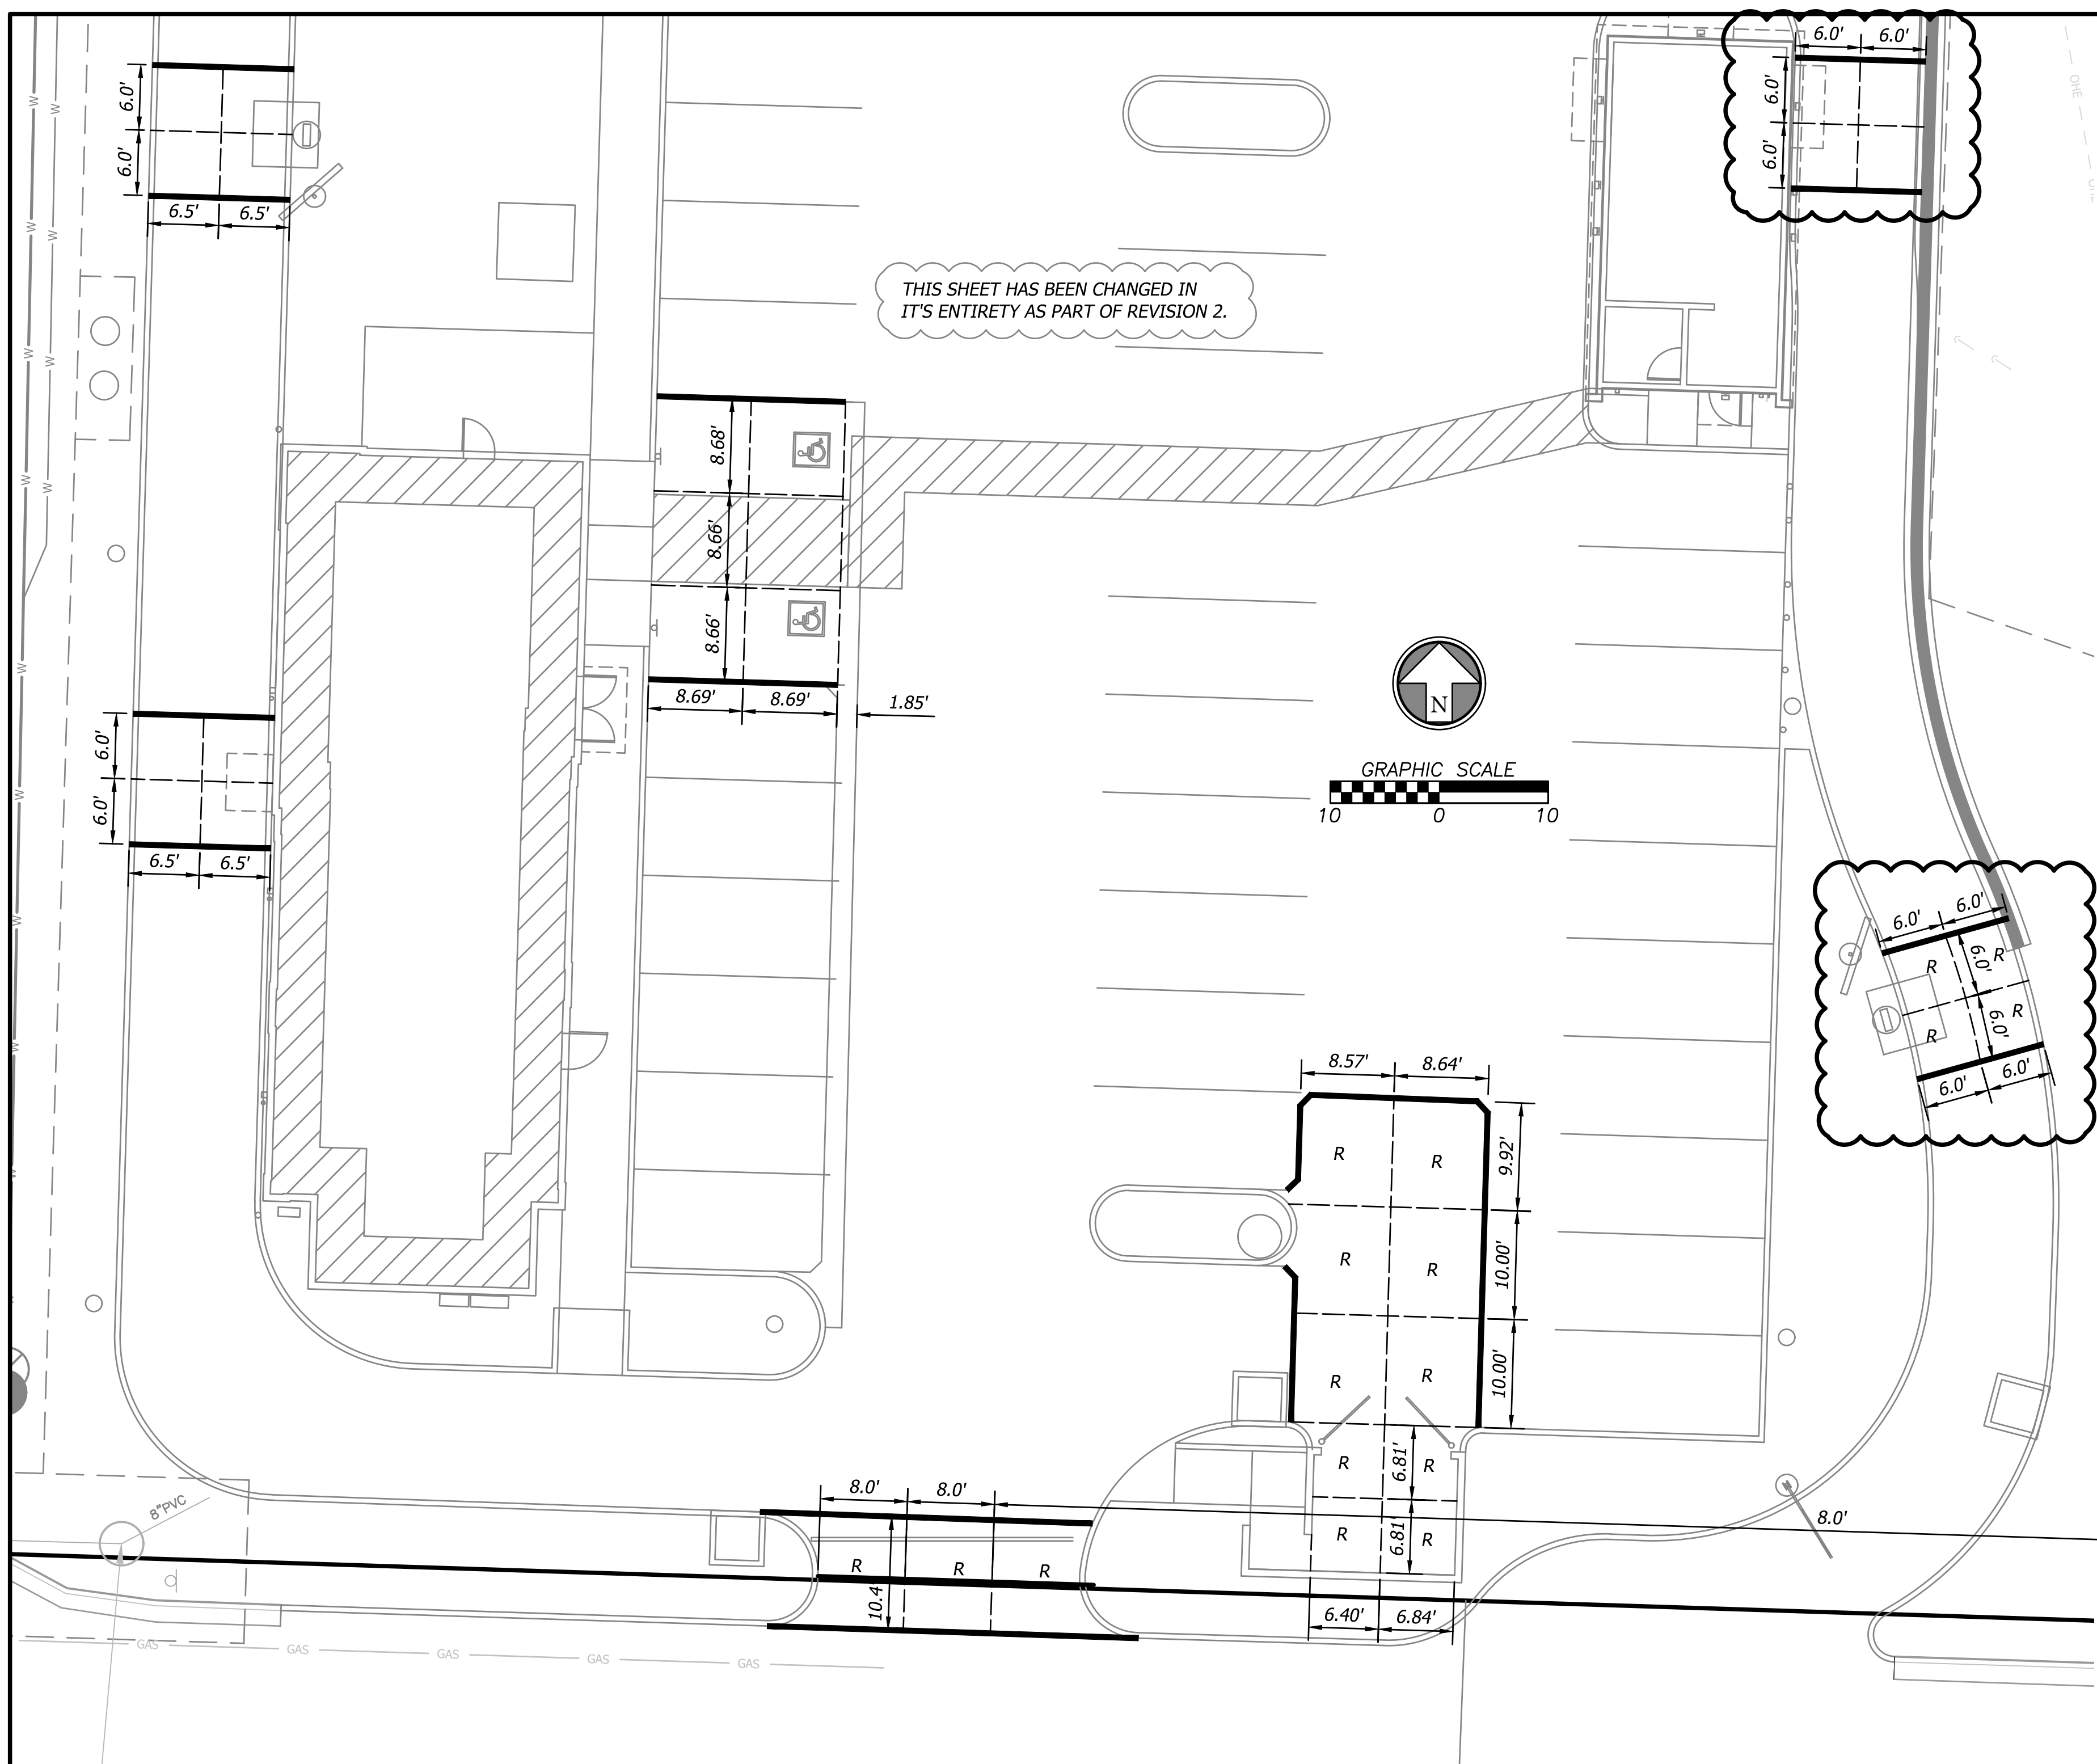 6.0' 6.0'
6.0'
6.0'
6.5' 6.5'
6.0'
6.0'
W W W W W W W W W W W W W W W W
OHE
THIS SHEET HAS BEEN CHANGED IN
IT'S ENTIRETY AS PART OF REVISION 2.
8.68'
8.66'
8.66'
8.69' 8.69' 1.85'
N
GRAPHIC SCALE
10 0 10
6.0'
6.0'
6.5' 6.5'
6.0' 6.0'
R 6.0' R
R 6.0' R
6.0' 6.0'
8.57' 8.64'
R R 9.92'
R R 10.00'
R R 10.00'
R R 6.81'
R R 6.81'
6.40' 6.84'
8.0' 8.0' 8.0'
R R R
10.4'
8"PVC
GAS GAS GAS GAS GAS